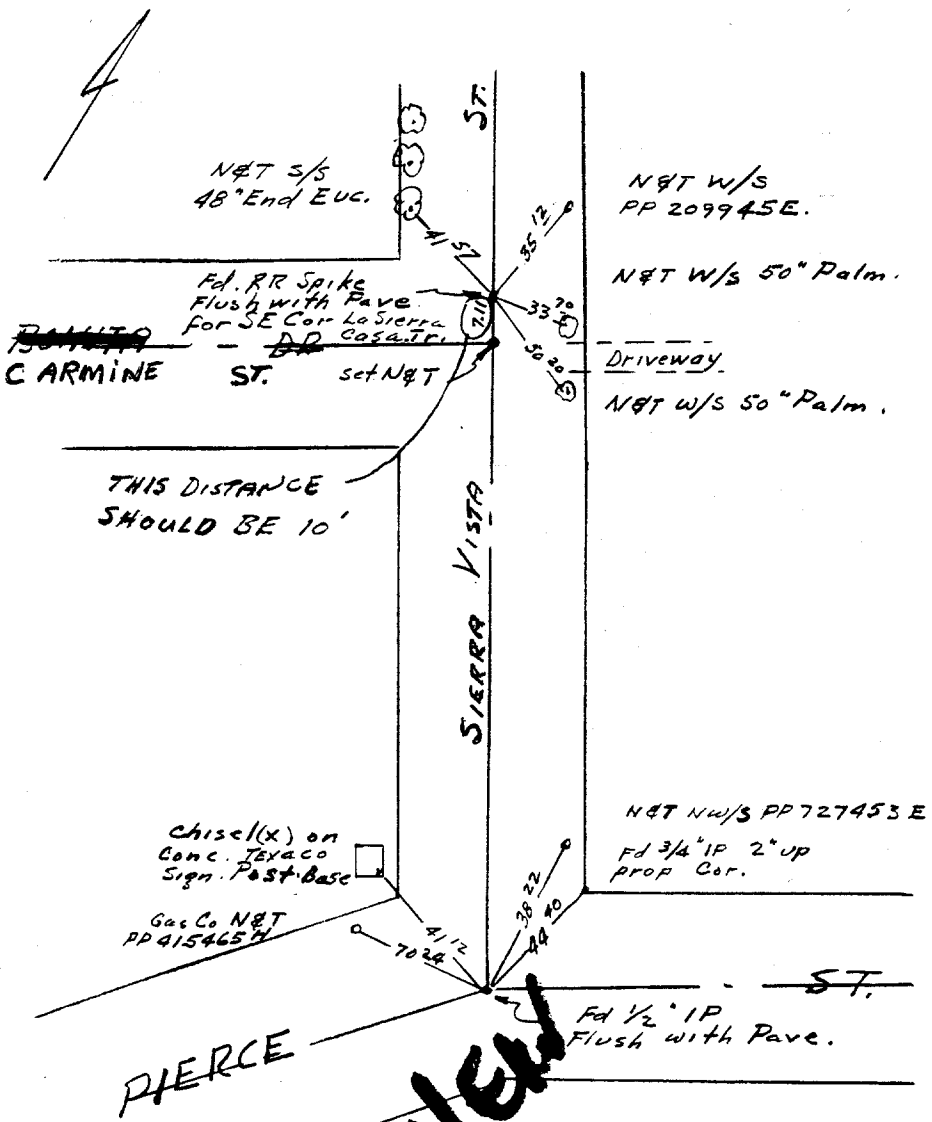 ST.
N&T S/S
48" End Euc.
N&T W/S
PP 209945E.
41 57
35 12
Fd. RR Spike
Flush with Pave.
for SE Cor La Sierra
Casa. Tr.
7.11
33 70
N&T W/S 50" Palm.
DR
CARMINE ST.
set N&T
50 20
Driveway
N&T W/S 50" Palm.
THIS DISTANCE
SHOULD BE 10'
SIERRA VISTA
Chisel (x) on
Conc. Texaco
Sign. Post. Base
N&T NW/S PP 727453 E
Fd 3/4" IP 2" up
prop Cor.
Gas Co N&T
PP 415465 H
41 12
70 24
38 22
44 40
ST.
Fd 1/2" IP
Flush with Pave.
PIERCE